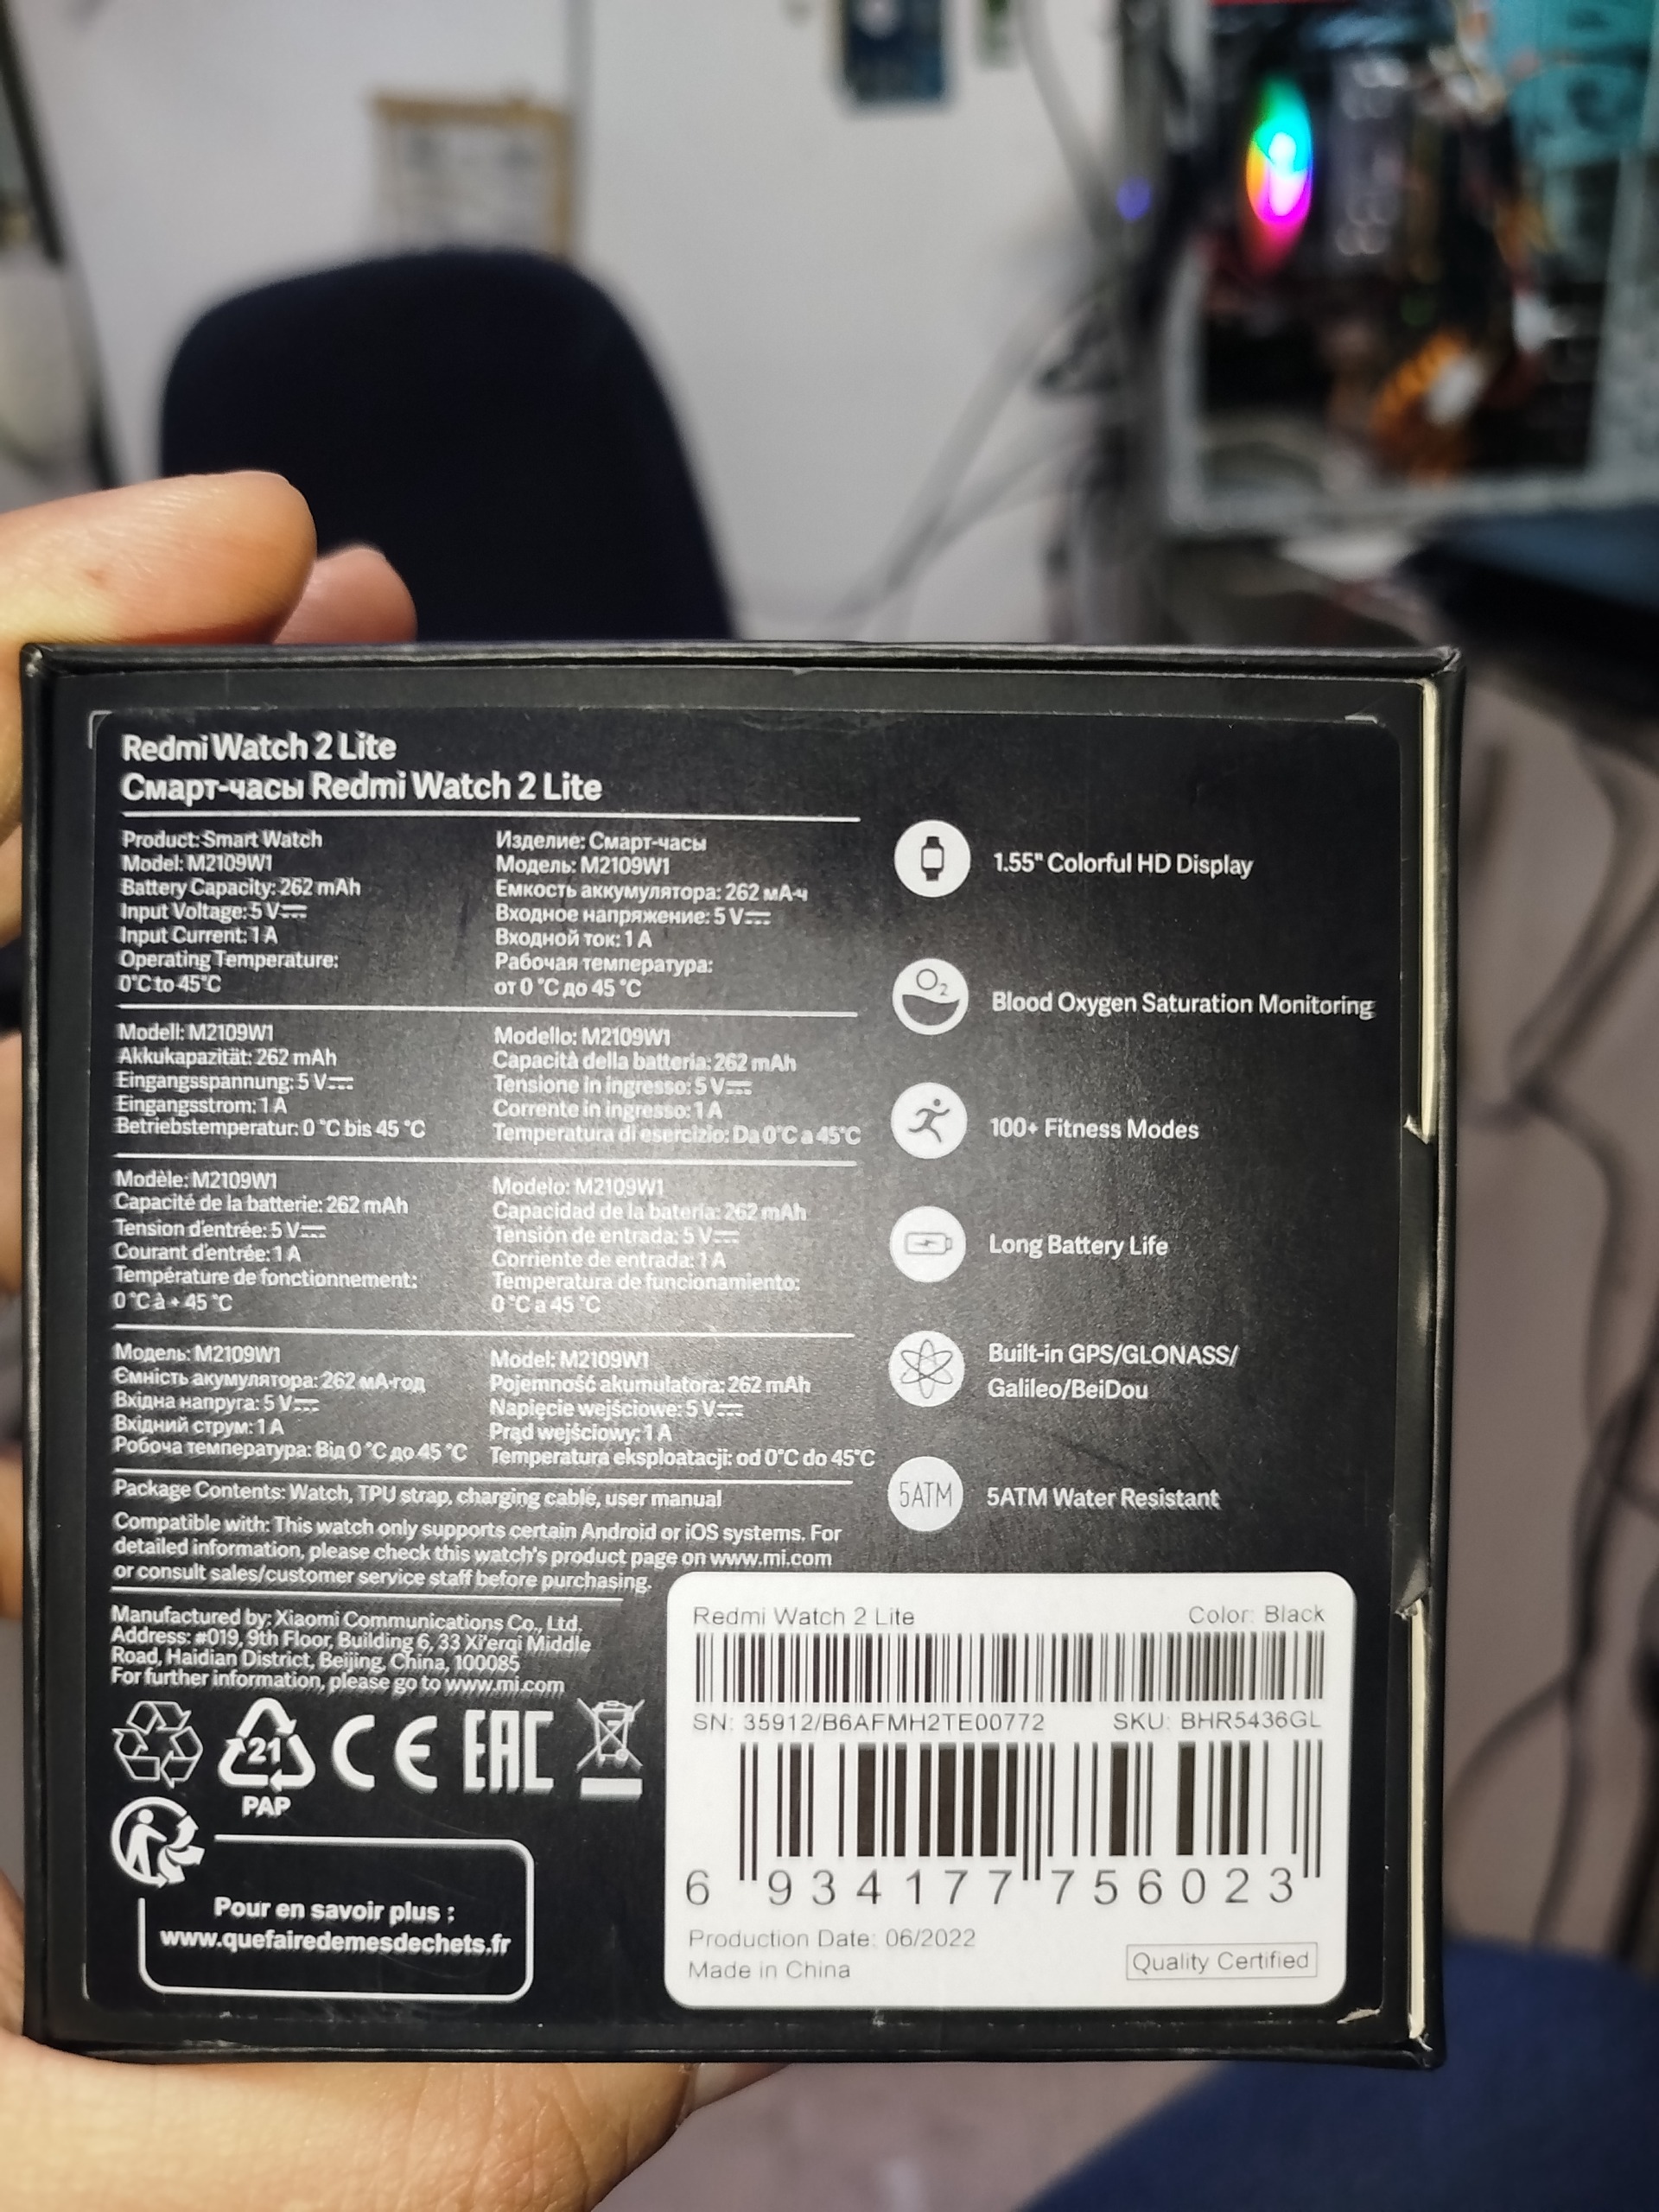 Redmi Watch 2 Lite
Смарт-часы Redmi Watch 2 Lite
Product: Smart Watch
Model: M2109W1
Battery Capacity: 262 mAh
Input Voltage: 5 V⎓
Input Current: 1 A
Operating Temperature:
0°C to 45°C
Изделие: Смарт-часы
Модель: M2109W1
Емкость аккумулятора: 262 мА·ч
Входное напряжение: 5 V⎓
Входной ток: 1 A
Рабочая температура:
от 0 °C до 45 °C
Modell: M2109W1
Akkukapazität: 262 mAh
Eingangsspannung: 5 V⎓
Eingangsstrom: 1 A
Betriebstemperatur: 0 °C bis 45 °C
Modello: M2109W1
Capacità della batteria: 262 mAh
Tensione in ingresso: 5 V⎓
Corrente in ingresso: 1 A
Temperatura di esercizio: Da 0°C a 45°C
Modèle: M2109W1
Capacité de la batterie: 262 mAh
Tension d'entrée: 5 V⎓
Courant d'entrée: 1 A
Température de fonctionnement:
0 °C à + 45 °C
Modelo: M2109W1
Capacidad de la batería: 262 mAh
Tensión de entrada: 5 V⎓
Corriente de entrada: 1 A
Temperatura de funcionamiento:
0 °C a 45 °C
Модель: M2109W1
Ємність акумулятора: 262 мА·год
Вхідна напруга: 5 V⎓
Вхідний струм: 1 A
Робоча температура: Від 0 °C до 45 °C
Model: M2109W1
Pojemność akumulatora: 262 mAh
Napięcie wejściowe: 5 V⎓
Prąd wejściowy: 1 A
Temperatura eksploatacji: od 0°C do 45°C
Package Contents: Watch, TPU strap, charging cable, user manual
Compatible with: This watch only supports certain Android or iOS systems. For
detailed information, please check this watch's product page on www.mi.com
or consult sales/customer service staff before purchasing.
Manufactured by: Xiaomi Communications Co., Ltd.
Address: #019, 9th Floor, Building 6, 33 Xi'erqi Middle
Road, Haidian District, Beijing, China, 100085
For further information, please go to www.mi.com
21
PAP
CE
EAC
Pour en savoir plus :
www.quefairedemesdechets.fr
1.55" Colorful HD Display
O2
Blood Oxygen Saturation Monitoring
100+ Fitness Modes
Long Battery Life
Built-in GPS/GLONASS/
Galileo/BeiDou
5ATM
5ATM Water Resistant
Redmi Watch 2 Lite Color: Black
SN: 35912/B6AFMH2TE00772 SKU: BHR5436GL
6 934177 756023
Production Date: 06/2022
Made in China
Quality Certified